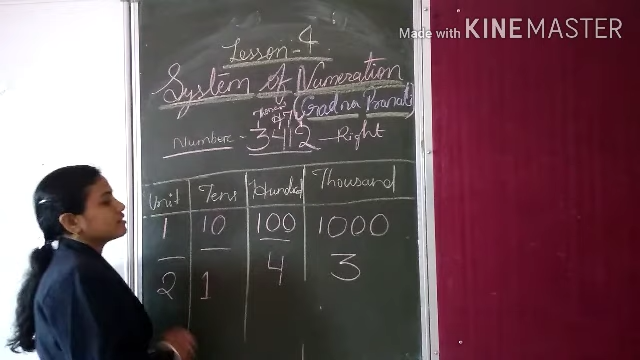 Made with KINEMASTER
Lesson-4
System of Numeration
(Gadna Pranali)
Thousand H T U
Number - 3412 - Right
Unit Tens Hundred Thousand
1 10 100 1000
2 1 4 3